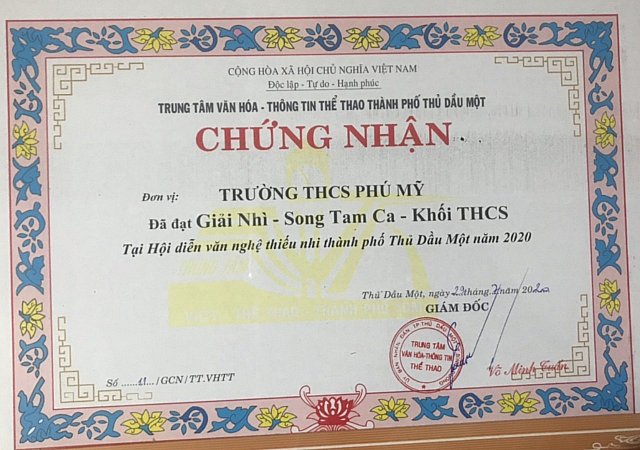 CỘNG HÒA XÃ HỘI CHỦ NGHĨA VIỆT NAM
Độc lập - Tự do - Hạnh phúc
TRUNG TÂM VĂN HÓA - THÔNG TIN THỂ THAO THÀNH PHỐ THỦ DẦU MỘT
CHỨNG NHẬN
Đơn vị: TRƯỜNG THCS PHÚ MỸ
Đã đạt Giải Nhì - Song Tam Ca - Khối THCS
Tại Hội diễn văn nghệ thiếu nhi thành phố Thủ Dầu Một năm 2020
Thủ Dầu Một, ngày 29 tháng 7 năm 2020
GIÁM ĐỐC
TRUNG TÂM
VĂN HÓA-THÔNG TIN
THỂ THAO
Võ Minh Tuấn
Số ......11... /GCN/TT.VHTT